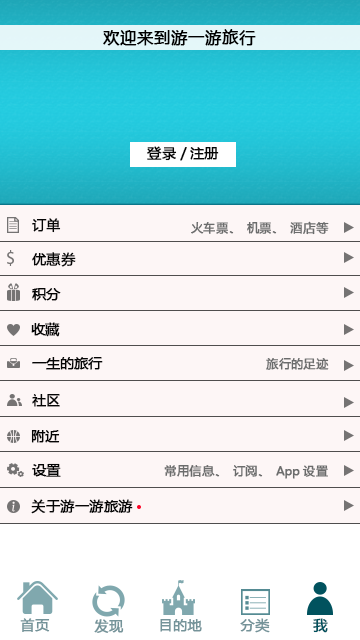 欢迎来到游一游旅行
登录 / 注册
订单 火车票、 机票、 酒店等
优惠券
积分
收藏
一生的旅行 旅行的足迹
社区
附近
设置 常用信息、 订阅、 App 设置
关于游一游旅游
首页 发现 目的地 分类 我